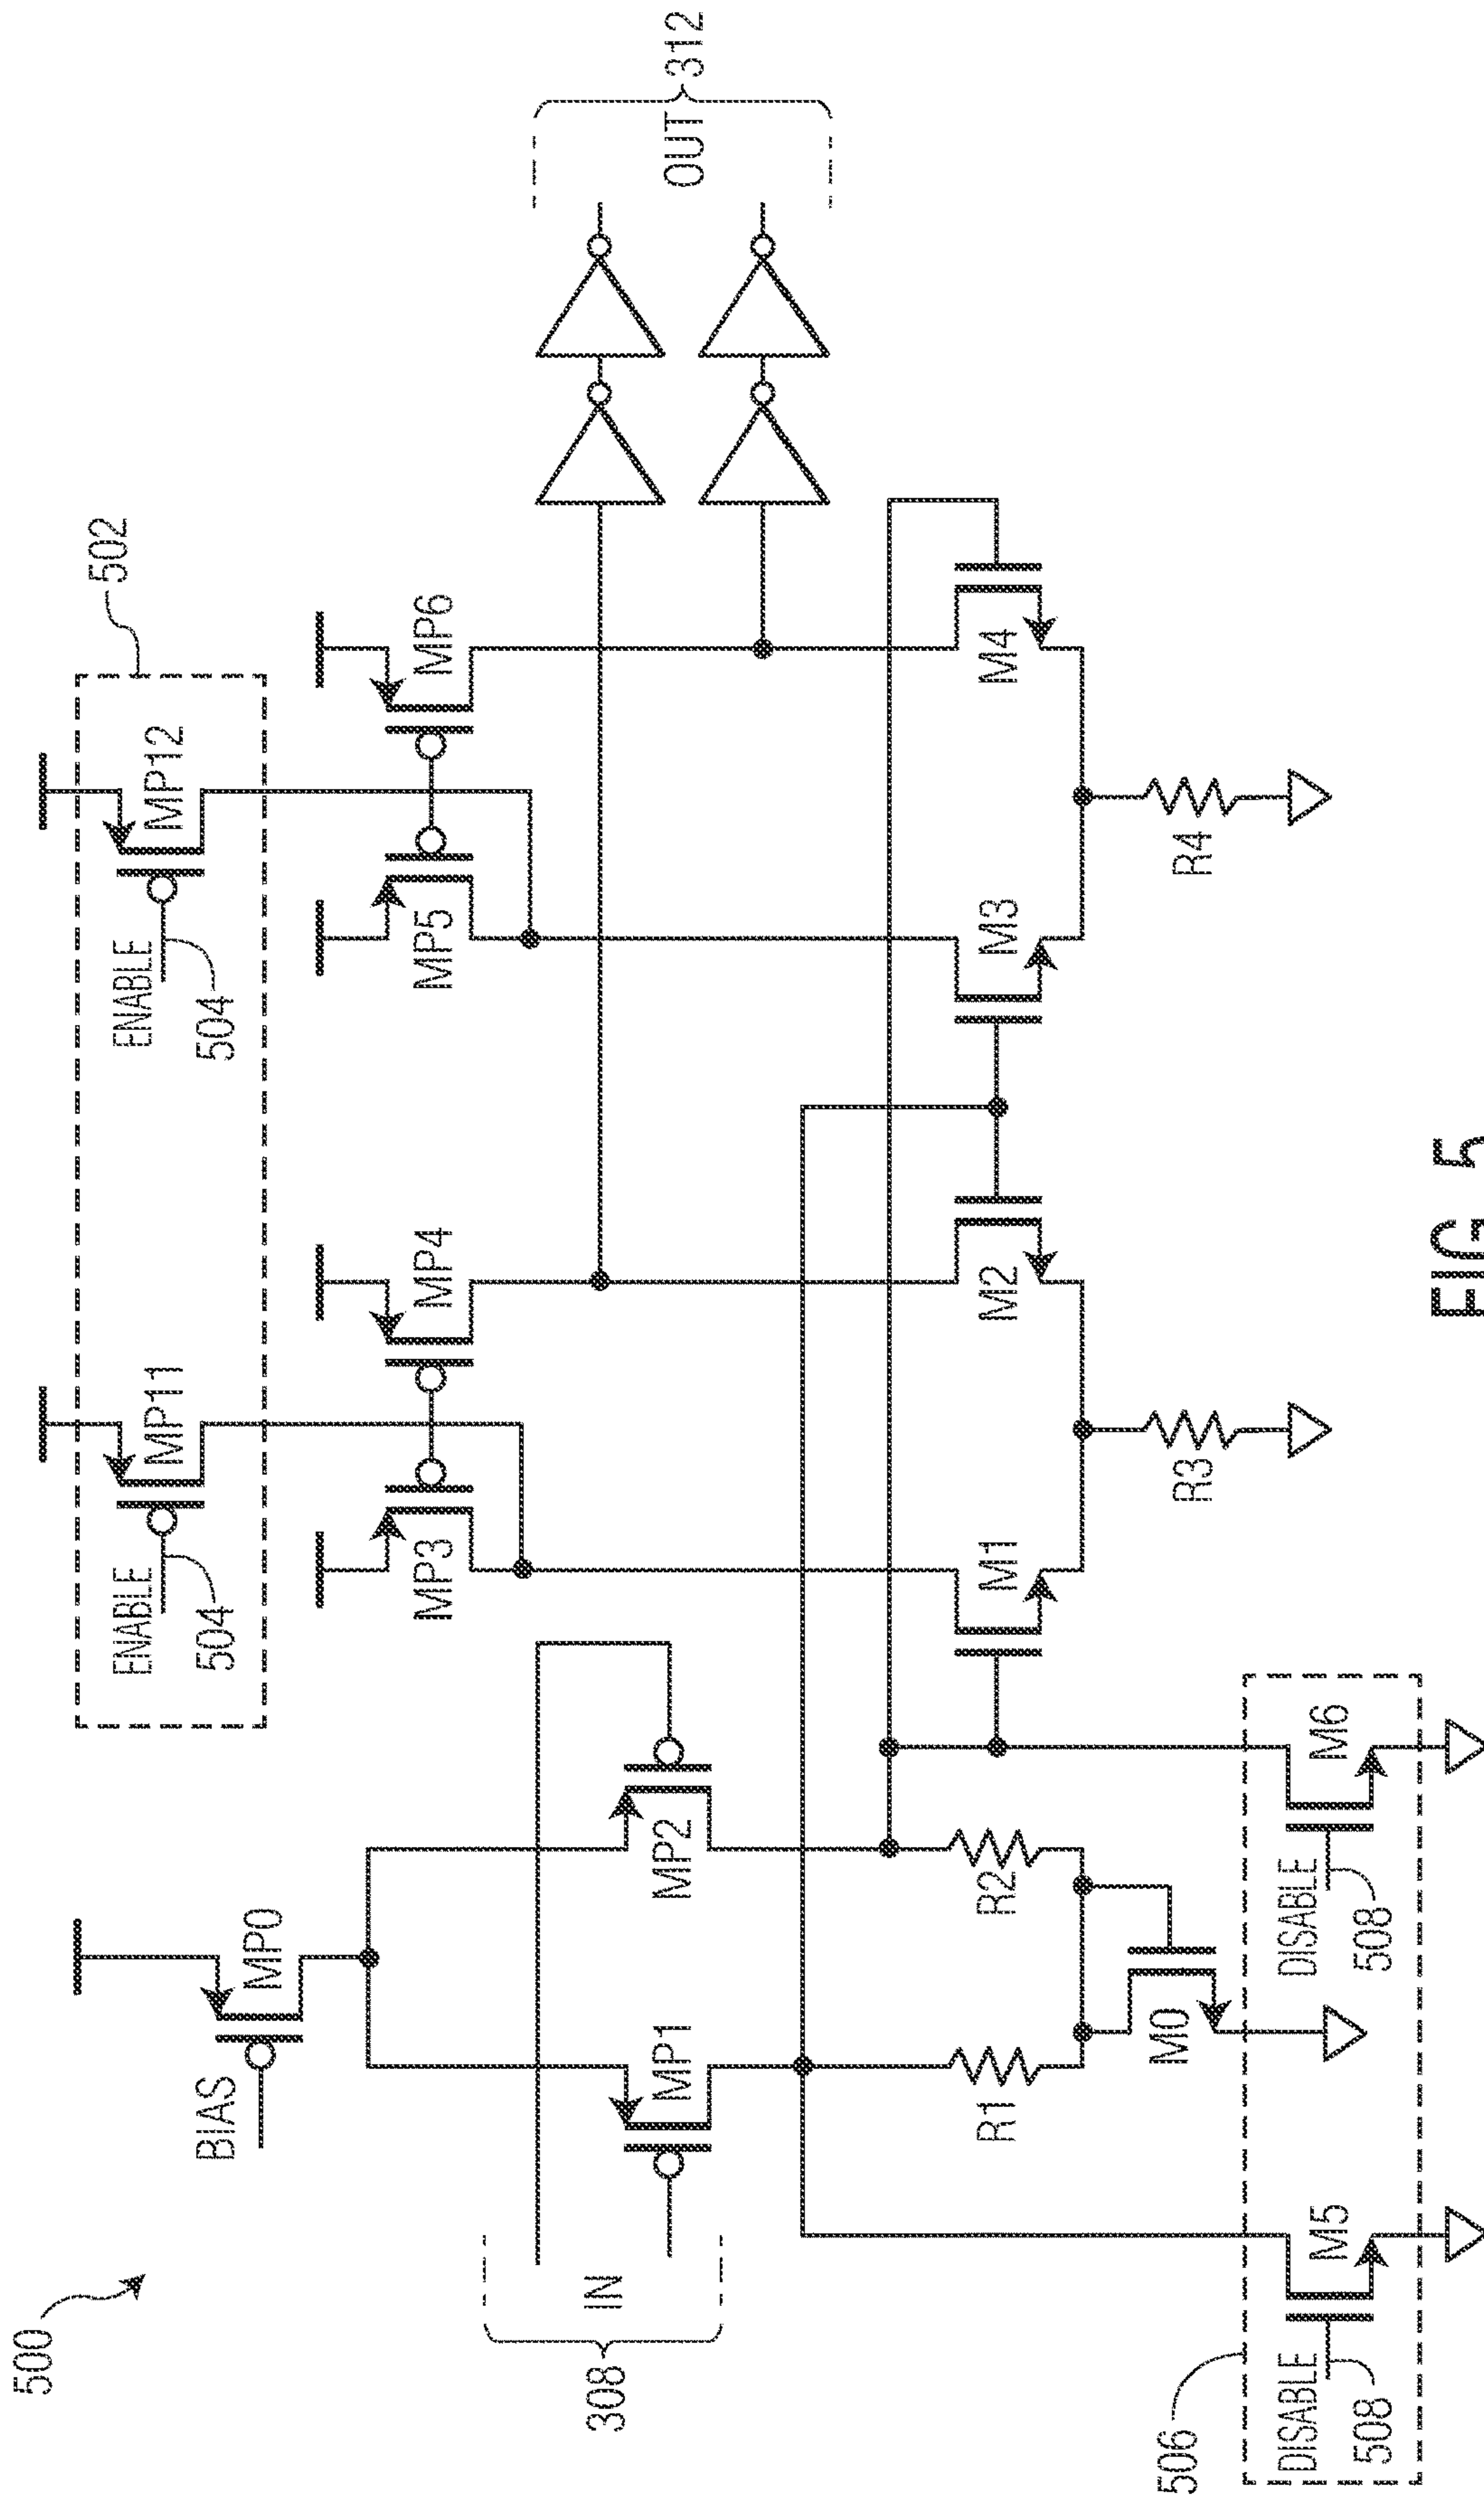 500
502
ENABLE
MP11
504
ENABLE
MP12
504
BIAS
MP0
MP3
MP4
MP5
MP6
308
IN
MP1
MP2
OUT
312
R1
R2
M1
M2
M3
M4
M0
R3
R4
506
DISABLE
M5
508
DISABLE
M6
508
FIG. 5